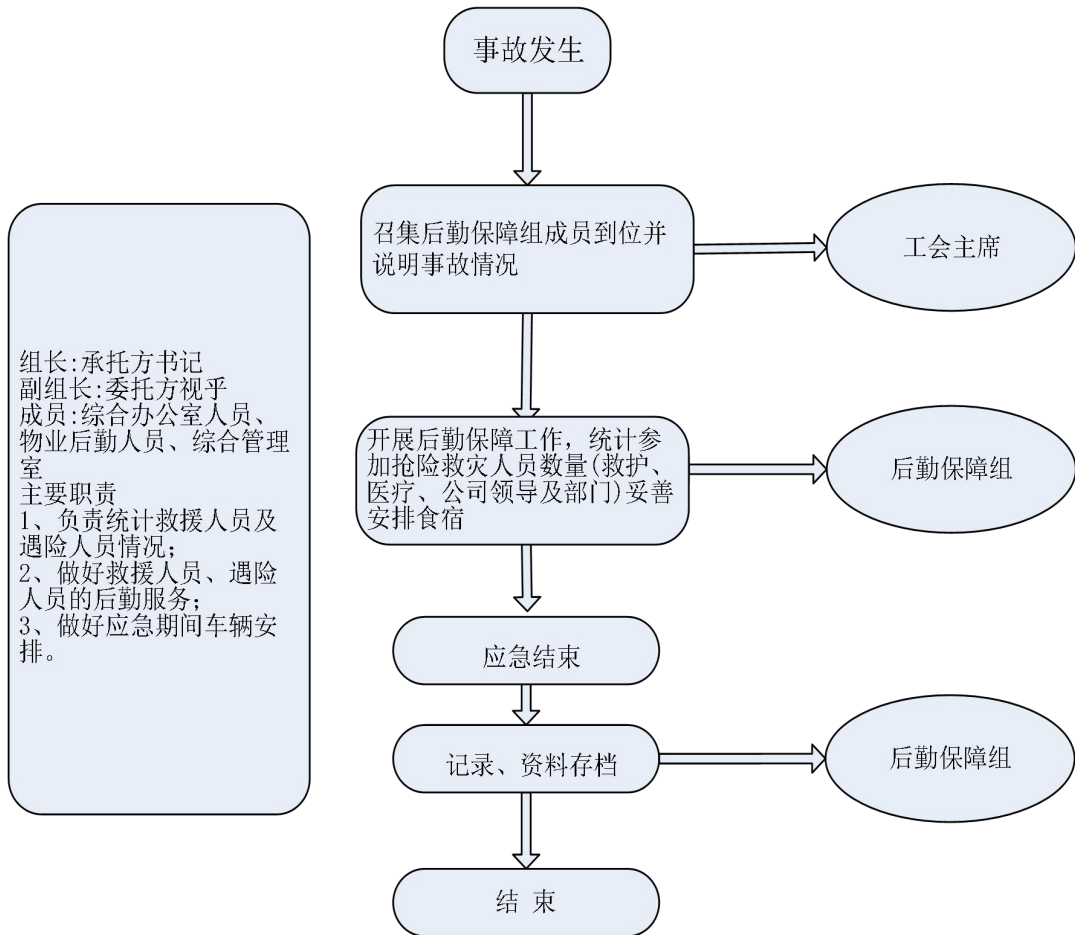 事故发生
召集后勤保障组成员到位并
说明事故情况
工会主席
组长:承托方书记
副组长:委托方视乎
成员:综合办公室人员、
物业后勤人员、综合管理
室
主要职责
1、负责统计救援人员及
遇险人员情况;
2、做好救援人员、遇险
人员的后勤服务;
3、做好应急期间车辆安
排。
开展后勤保障工作，统计参
加抢险救灾人员数量(救护、
医疗、公司领导及部门)妥善
安排食宿
后勤保障组
应急结束
记录、资料存档
后勤保障组
结 束